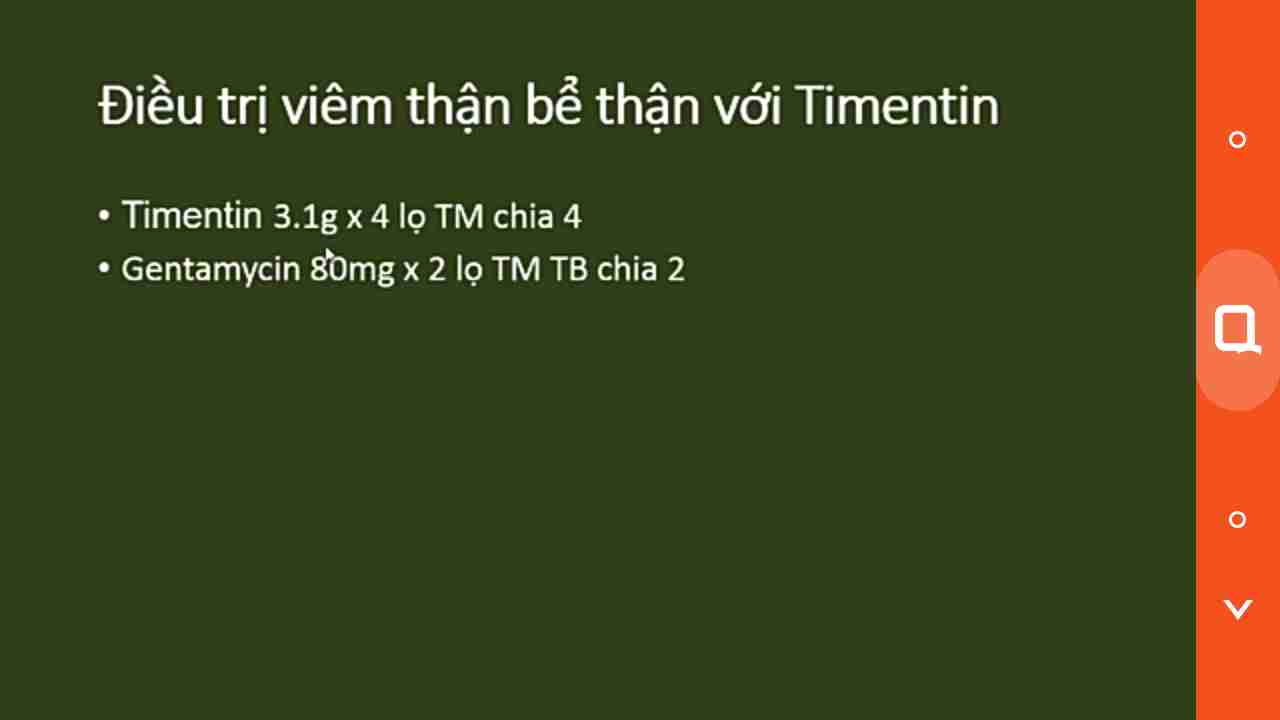 Điều trị viêm thận bể thận với Timentin
• Timentin 3.1g x 4 lọ TM chia 4
• Gentamycin 80mg x 2 lọ TM TB chia 2